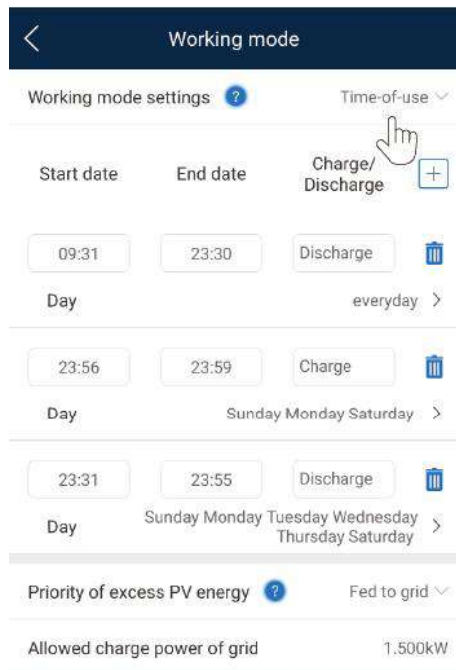 Working mode
Working mode settings ? Time-of-use
Start date End date Charge/
Discharge
09:31 23:30 Discharge
Day everyday
23:56 23:59 Charge
Day Sunday Monday Saturday
23:31 23:55 Discharge
Day Sunday Monday Tuesday Wednesday
Thursday Saturday
Priority of excess PV energy ? Fed to grid
Allowed charge power of grid 1.500kW